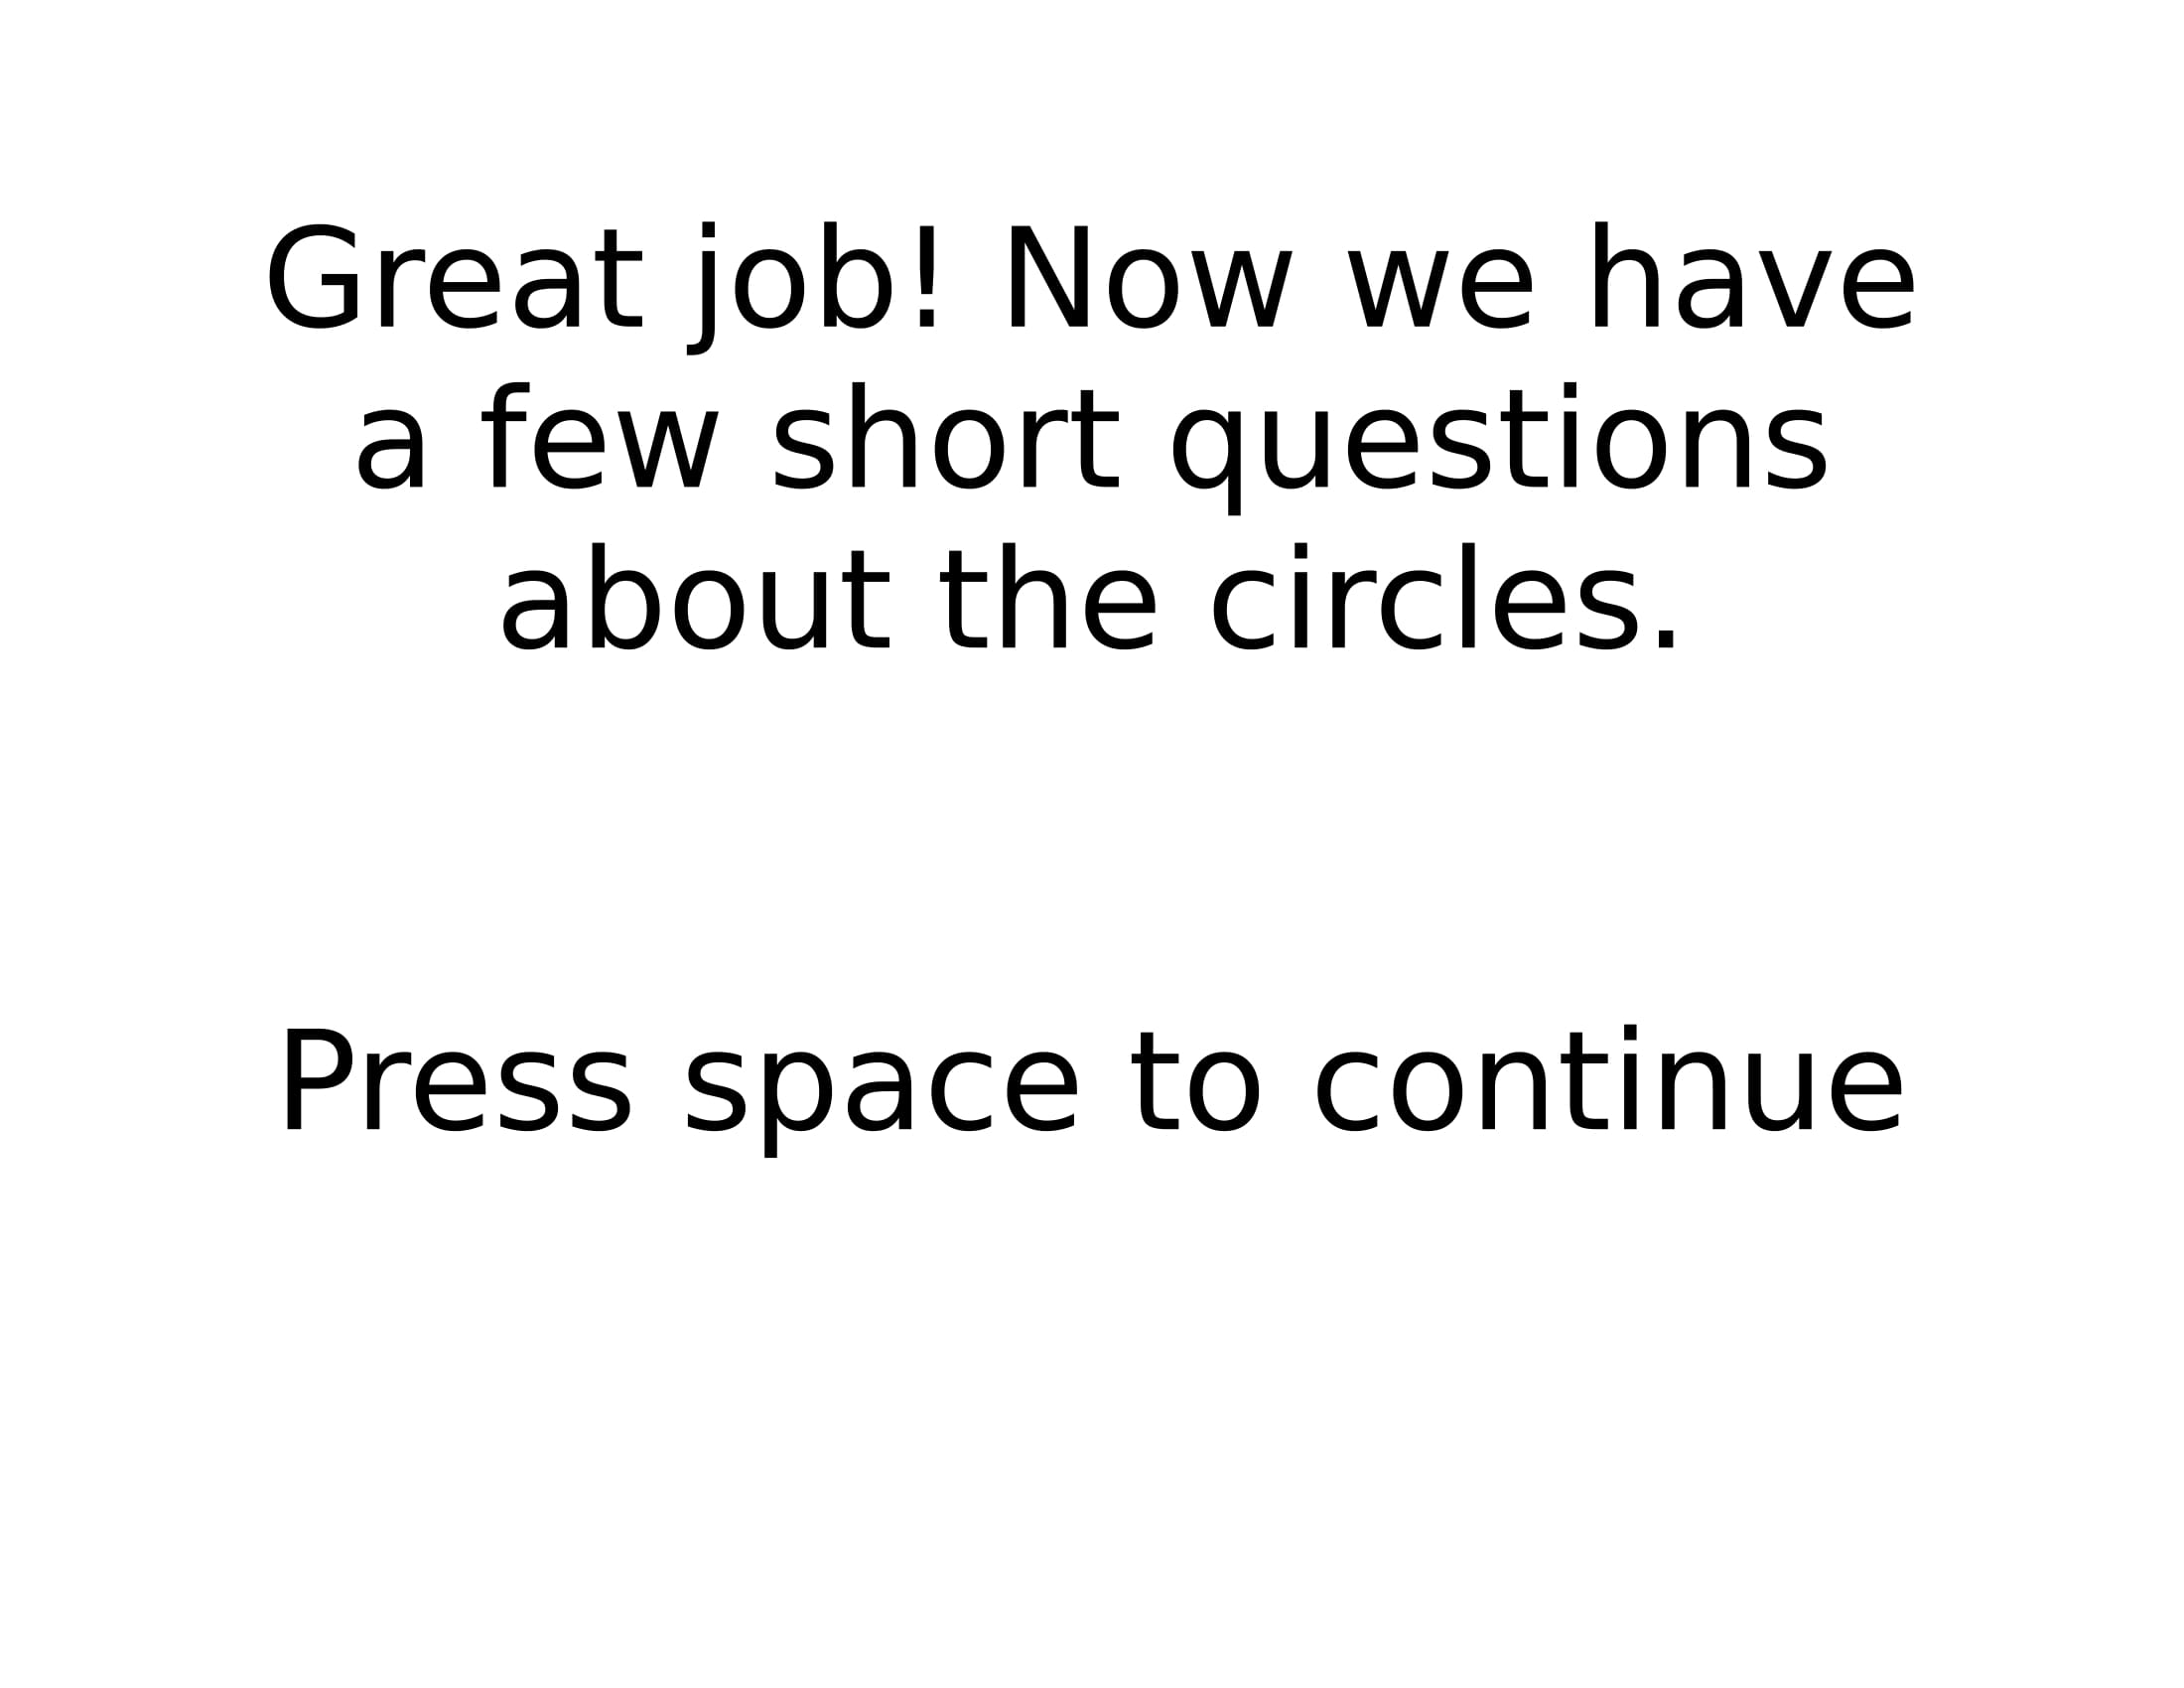 Great job! Now we have
a few short questions
about the circles.
Press space to continue